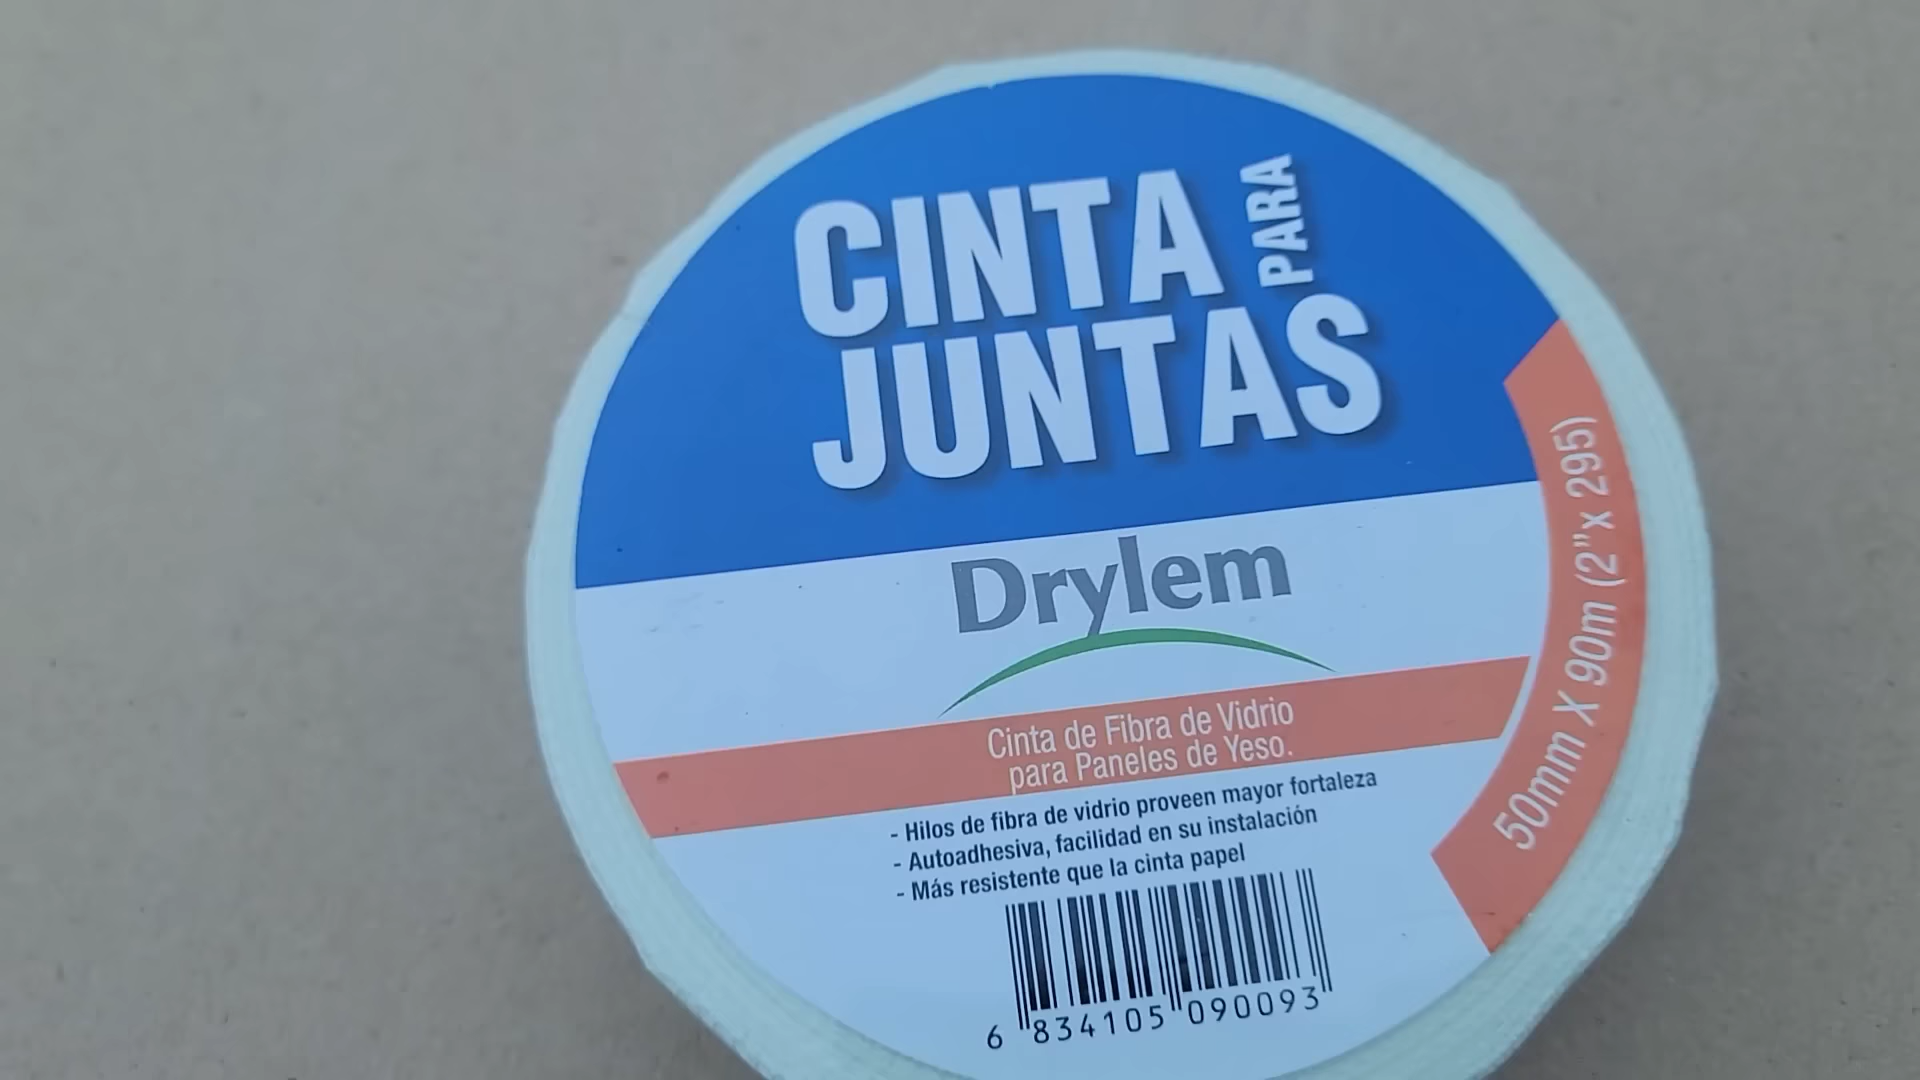 CINTA PARA
JUNTAS
Drylem
Cinta de Fibra de Vidrio
para Paneles de Yeso.
- Hilos de fibra de vidrio proveen mayor fortaleza
- Autoadhesiva, facilidad en su instalación
- Más resistente que la cinta papel
6 834105 090093
50mm X 90m (2"x 295)